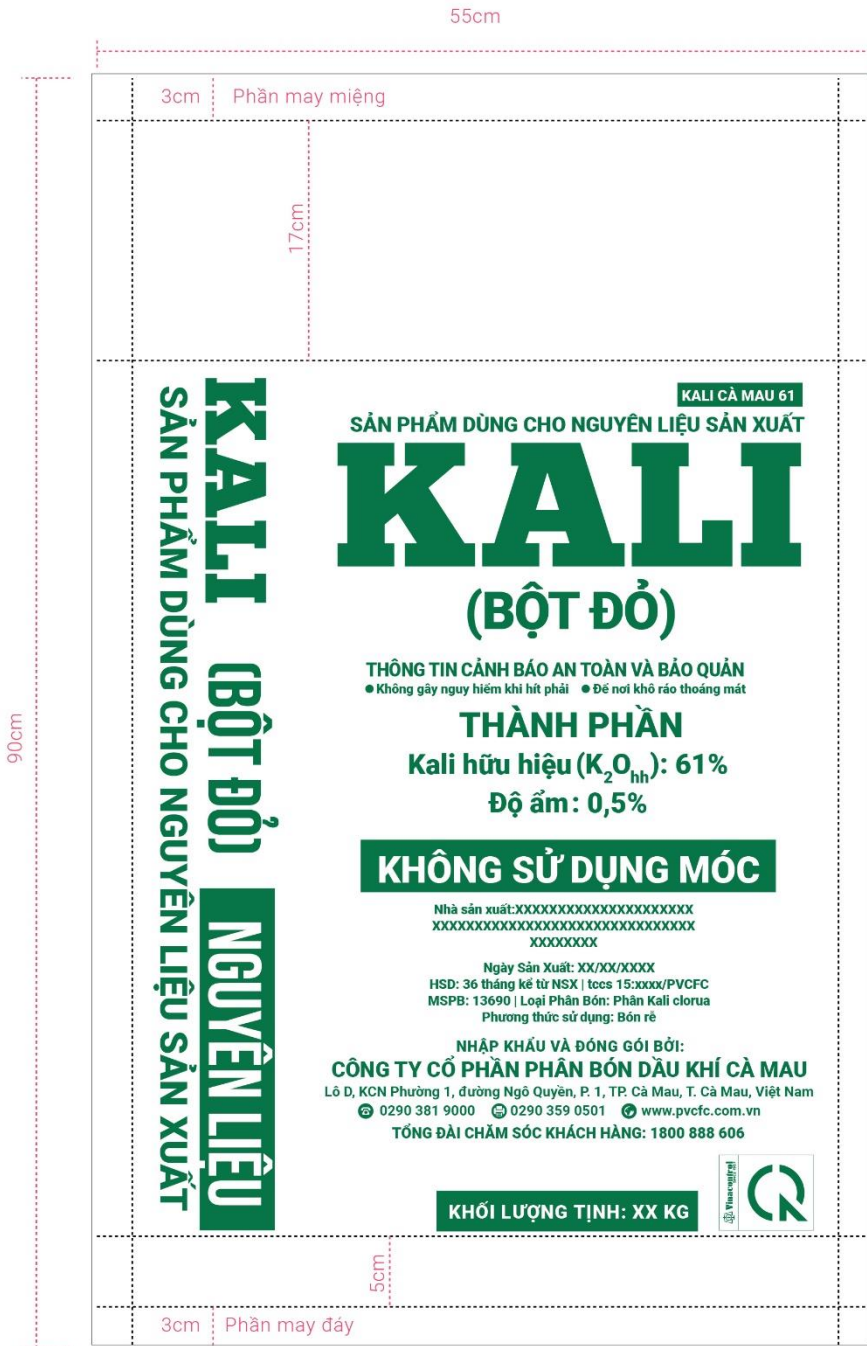 55cm
3cm Phần may miệng
17cm
90cm
KALI (BỘT ĐỎ) NGUYÊN LIỆU
SẢN PHẨM DÙNG CHO NGUYÊN LIỆU SẢN XUẤT
KALI CÀ MAU 61
SẢN PHẨM DÙNG CHO NGUYÊN LIỆU SẢN XUẤT
KALI
(BỘT ĐỎ)
THÔNG TIN CẢNH BÁO AN TOÀN VÀ BẢO QUẢN
● Không gây nguy hiểm khi hít phải ● Để nơi khô ráo thoáng mát
THÀNH PHẦN
Kali hữu hiệu (K₂Ohh): 61%
Độ ẩm: 0,5%
KHÔNG SỬ DỤNG MÓC
Nhà sản xuất:XXXXXXXXXXXXXXXXXXXXX
XXXXXXXXXXXXXXXXXXXXXXXXXXXXXXX
XXXXXXXX
Ngày Sản Xuất: XX/XX/XXXX
HSD: 36 tháng kể từ NSX | tccs 15:xxxx/PVCFC
MSPB: 13690 | Loại Phân Bón: Phân Kali clorua
Phương thức sử dụng: Bón rễ
NHẬP KHẨU VÀ ĐÓNG GÓI BỞI:
CÔNG TY CỔ PHẦN PHÂN BÓN DẦU KHÍ CÀ MAU
Lô D, KCN Phường 1, đường Ngô Quyền, P. 1, TP. Cà Mau, T. Cà Mau, Việt Nam
0290 381 9000 0290 359 0501 www.pvcfc.com.vn
TỔNG ĐÀI CHĂM SÓC KHÁCH HÀNG: 1800 888 606
Vinacontrol
KHỐI LƯỢNG TỊNH: XX KG
5cm
3cm Phần may đáy